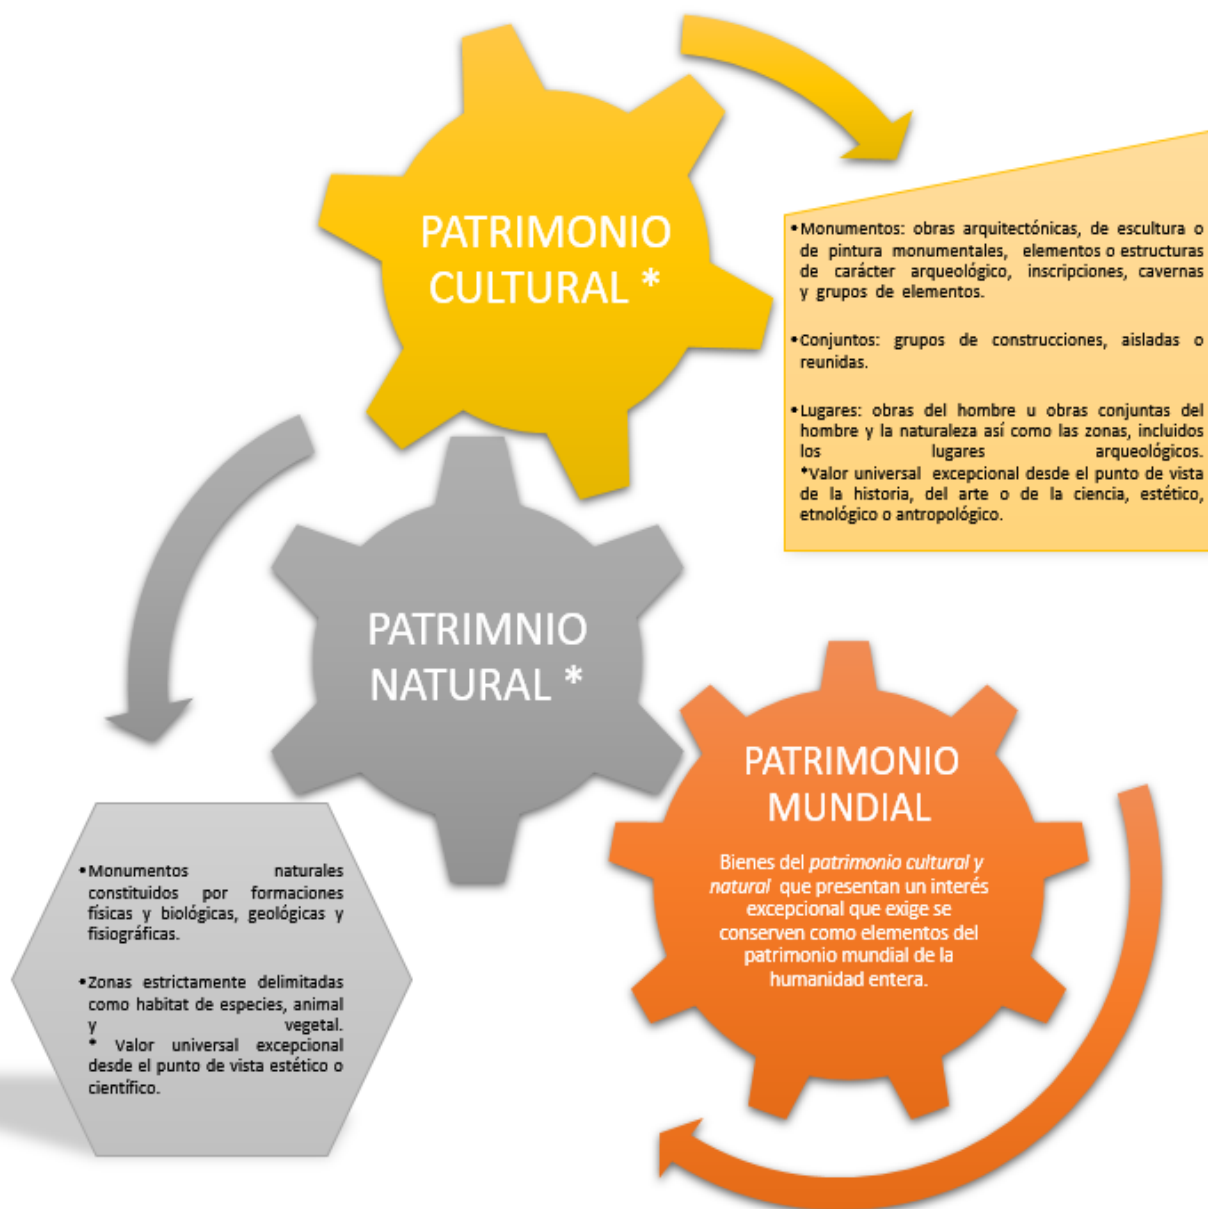 PATRIMONIO
CULTURAL *
•Monumentos: obras arquitectónicas, de escultura o
de pintura monumentales, elementos o estructuras
de carácter arqueológico, inscripciones, cavernas
y grupos de elementos.
•Conjuntos: grupos de construcciones, aisladas o
reunidas.
•Lugares: obras del hombre u obras conjuntas del
hombre y la naturaleza así como las zonas, incluidos
los lugares arqueológicos.
*Valor universal excepcional desde el punto de vista
de la historia, del arte o de la ciencia, estético,
etnológico o antropológico.
PATRIMNIO
NATURAL *
•Monumentos naturales
constituidos por formaciones
físicas y biológicas, geológicas y
fisiográficas.
•Zonas estrictamente delimitadas
como habitat de especies, animal
y vegetal.
* Valor universal excepcional
desde el punto de vista estético o
científico.
PATRIMONIO
MUNDIAL
Bienes del patrimonio cultural y
natural que presentan un interés
excepcional que exige se
conserven como elementos del
patrimonio mundial de la
humanidad entera.